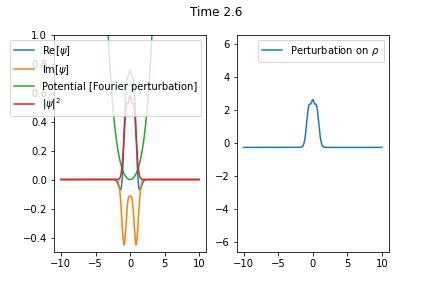 Time 2.6
Re[ψ]
Im[ψ]
Potential [Fourier perturbation]
|ψ|²
1.0
0.8
0.6
0.4
0.2
0.0
−0.2
−0.4
−10 −5 0 5 10
Perturbation on ρ
6
4
2
0
−2
−4
−6
−10 −5 0 5 10